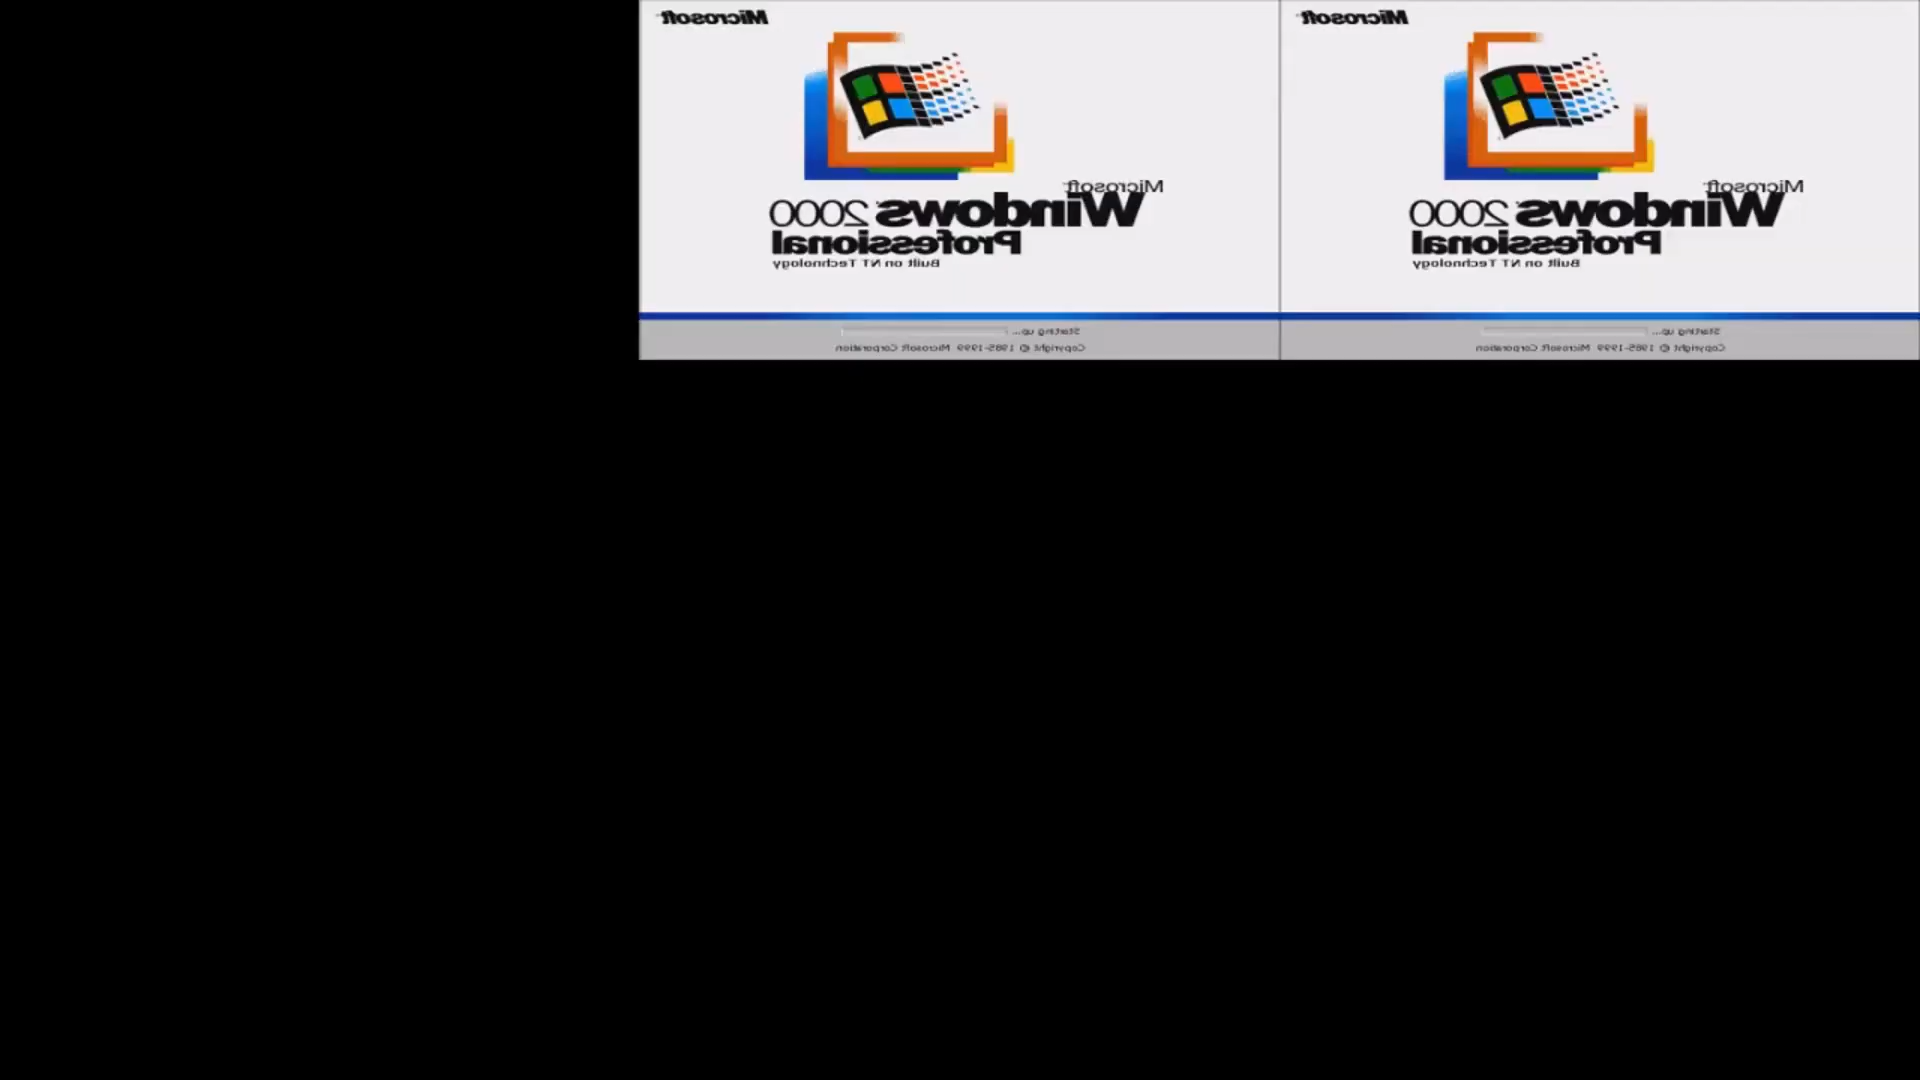 Microsoft
Microsoft
Windows 2000
Professional
Built on NT Technology
Starting up...
Copyright © 1985-1999 Microsoft Corporation
Microsoft
Microsoft
Windows 2000
Professional
Built on NT Technology
Starting up...
Copyright © 1985-1999 Microsoft Corporation